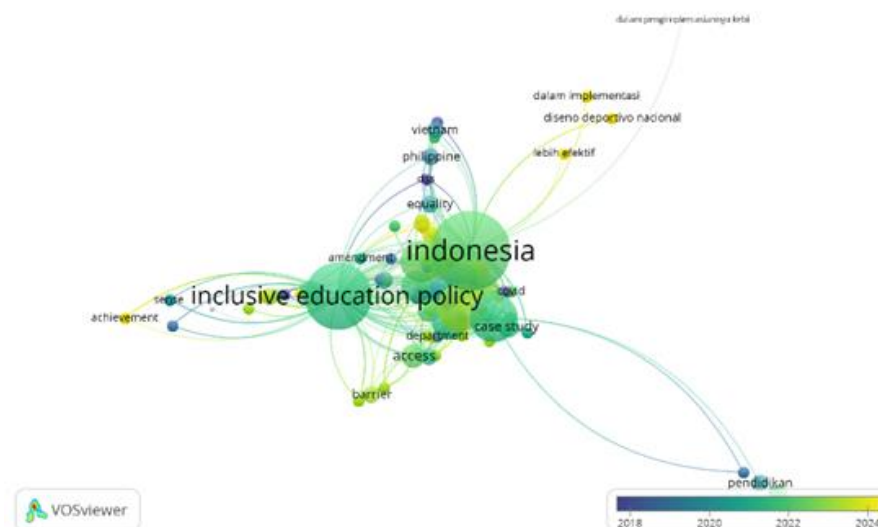 dalam implementasi
diseno deportivo nacional
lebih efektif
vietnam
philippine
dss
equality
indonesia
amendment
inclusive education policy
covid
sense
achievement
case study
department
access
barrier
pendidikan
VOSviewer
2018 2020 2022